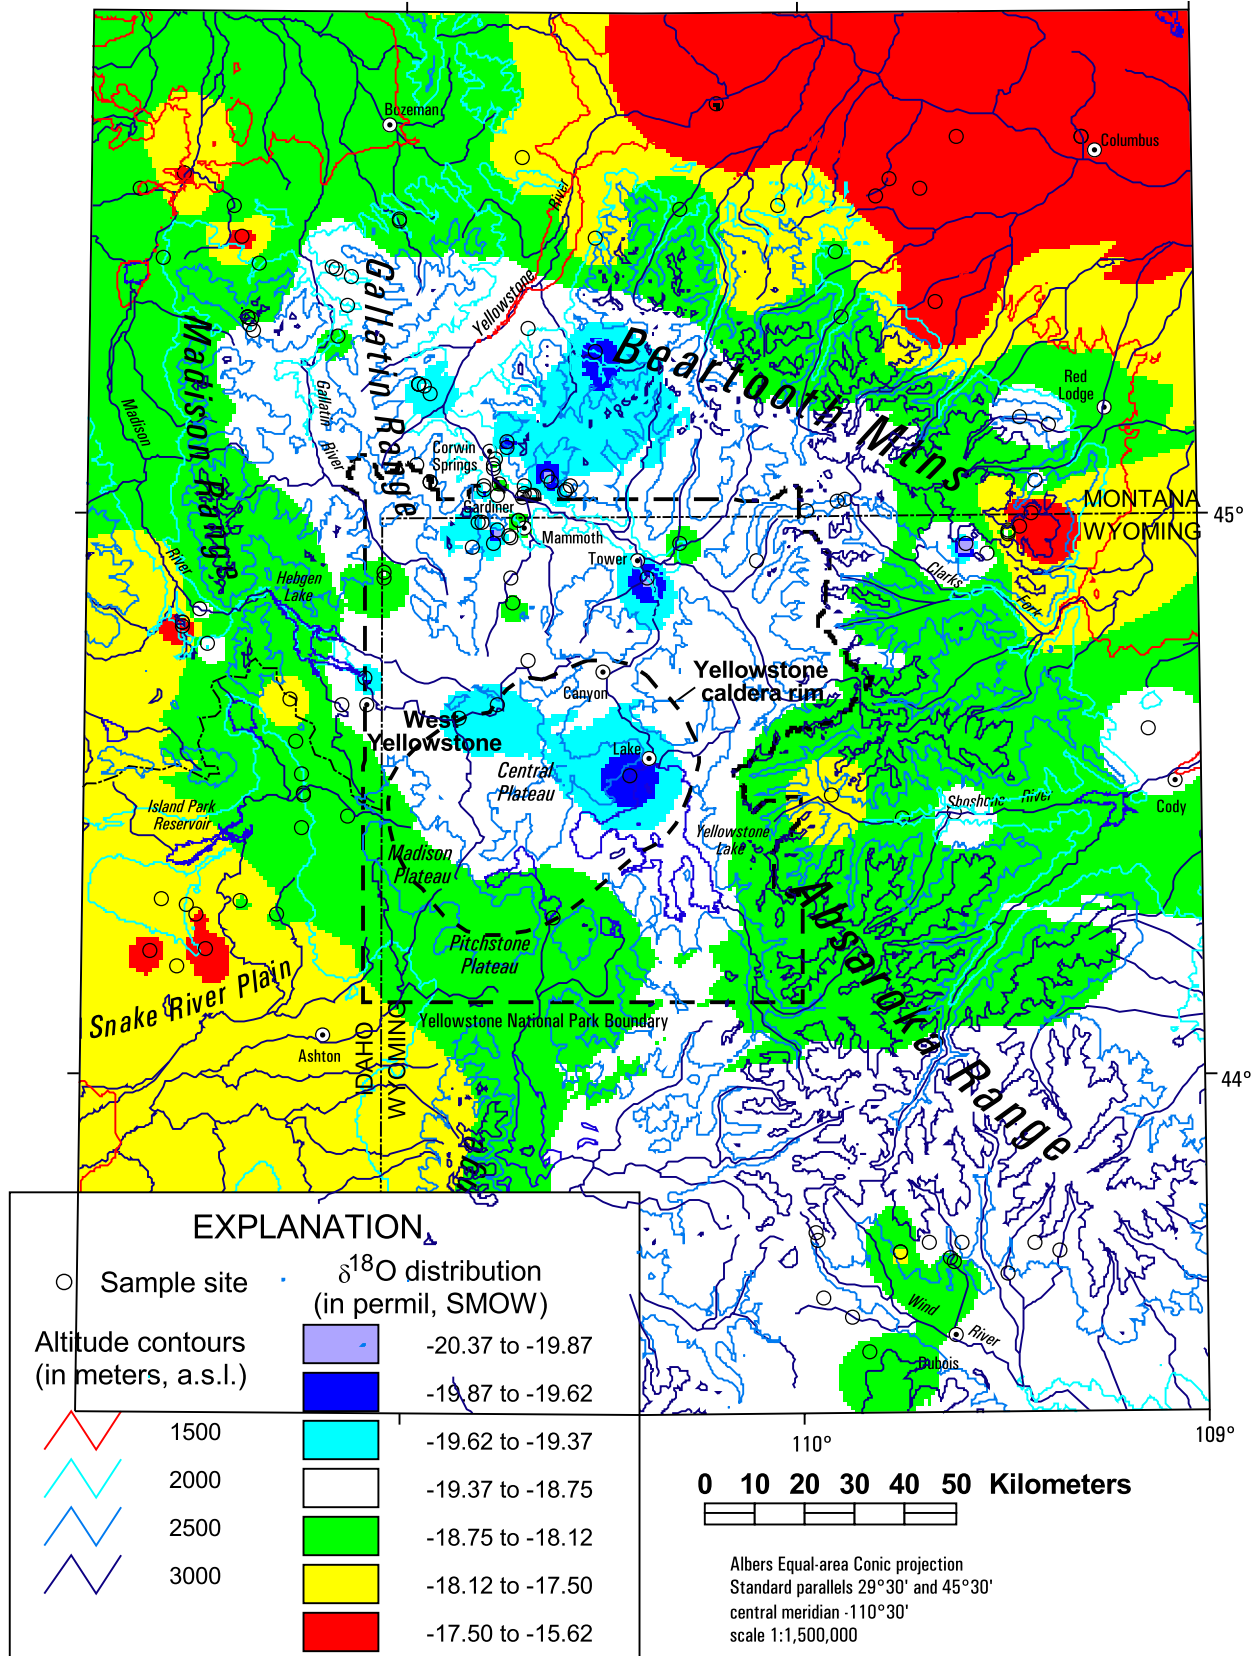 Bozeman
Columbus
River
Yellowstone
Gallatin Range
Madison Range
Beartooth Mtns
Madison
Gallatin
River
Red
Lodge
Corwin
Springs
Gardiner
MONTANA
WYOMING
45°
Mammoth
Tower
River
Hebgen
Lake
Clarks
Fork
Canyon
Yellowstone
caldera rim
West
Yellowstone
Lake
Central
Plateau
Island Park
Reservoir
Shoshone River
Cody
Yellowstone
Lake
Madison
Plateau
Absaroka Range
Pitchstone
Plateau
Snake River Plain
Yellowstone National Park Boundary
Ashton
IDAHO
WYOMING
44°
Wind
River
Dubois
EXPLANATION
Sample site
δ18O distribution
(in permil, SMOW)
Altitude contours
(in meters, a.s.l.)
-20.37 to -19.87
-19.87 to -19.62
1500
-19.62 to -19.37
2000
-19.37 to -18.75
2500
-18.75 to -18.12
3000
-18.12 to -17.50
-17.50 to -15.62
110°
109°
0 10 20 30 40 50 Kilometers
Albers Equal-area Conic projection
Standard parallels 29°30' and 45°30'
central meridian -110°30'
scale 1:1,500,000